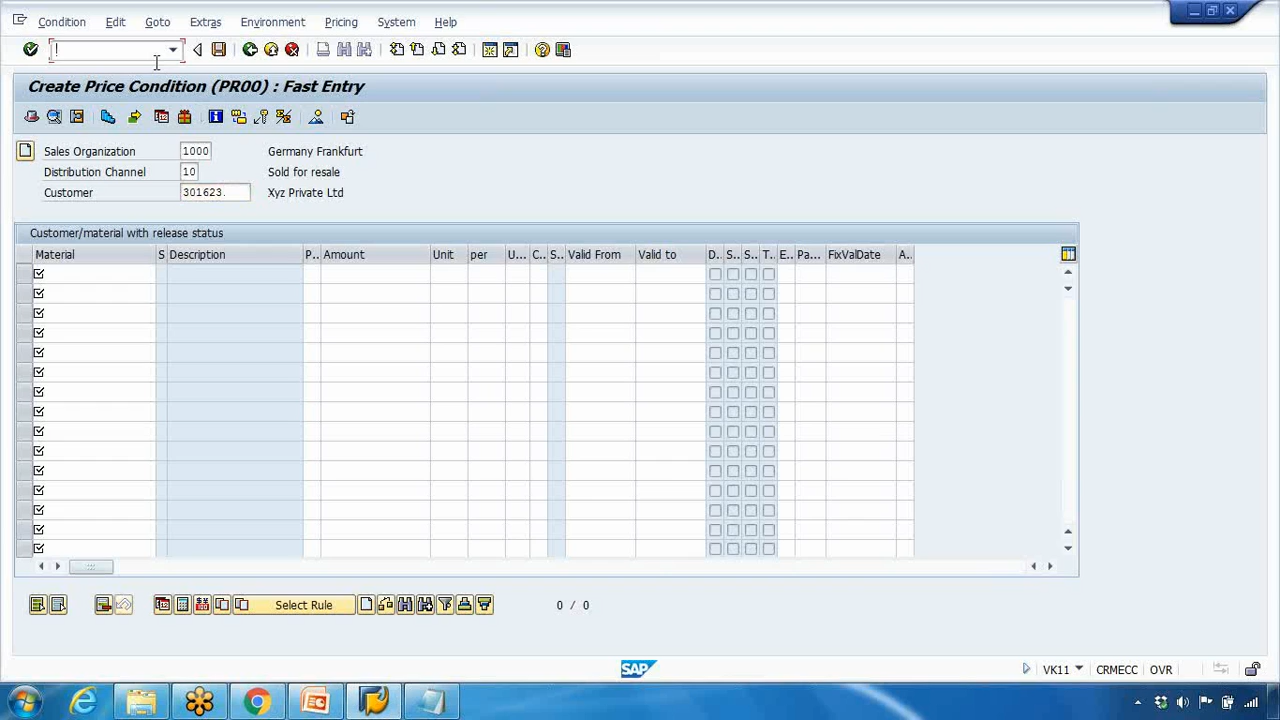 Condition Edit Goto Extras Environment Pricing System Help
Create Price Condition (PR00) : Fast Entry
Sales Organization 1000 Germany Frankfurt
Distribution Channel 10 Sold for resale
Customer 301623. Xyz Private Ltd
Customer/material with release status
Material S Description P.. Amount Unit per U... C.. S.. Valid From Valid to D.. S.. S.. T.. E.. Pa... FixValDate A..
Select Rule 0 / 0
SAP VK11 CRMECC OVR